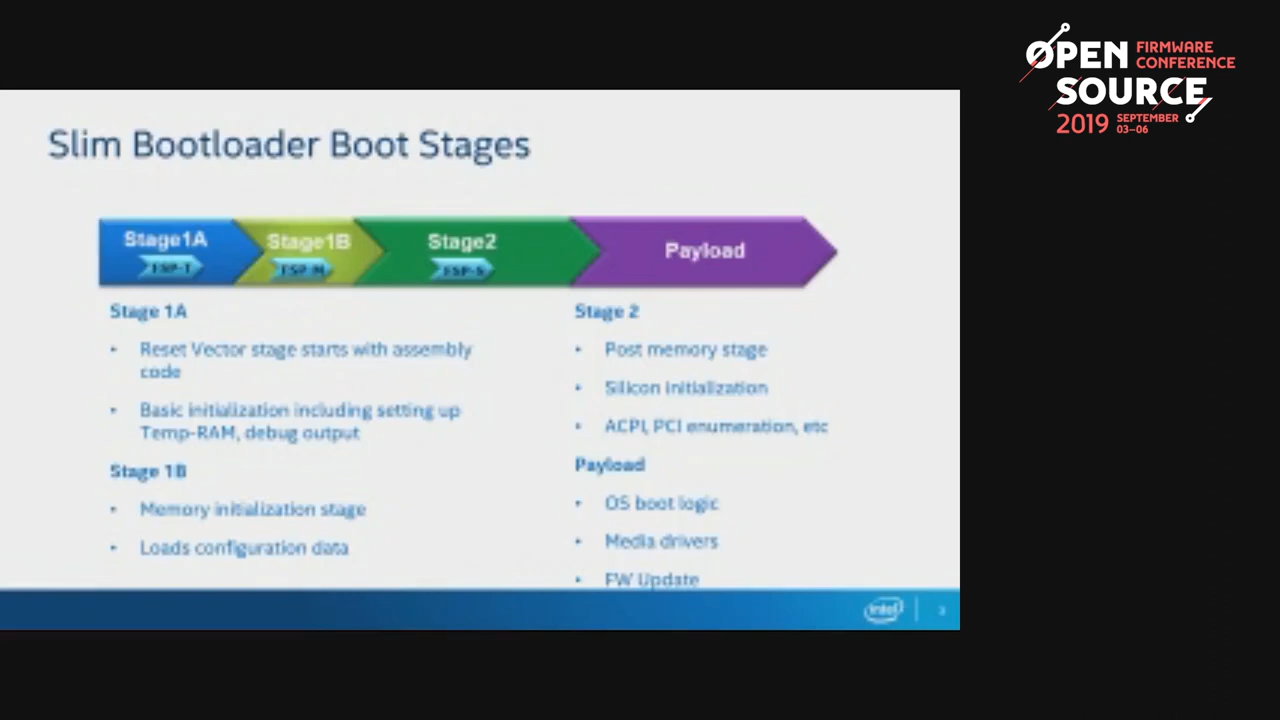 OPEN FIRMWARE
CONFERENCE
SOURCE
2019 SEPTEMBER
03–06
Slim Bootloader Boot Stages
Stage1A
FSP-T
Stage1B
FSP-M
Stage2
FSP-S
Payload
Stage 1A
• Reset Vector stage starts with assembly
code
• Basic initialization including setting up
Temp-RAM, debug output
Stage 1B
• Memory initialization stage
• Loads configuration data
Stage 2
• Post memory stage
• Silicon initialization
• ACPI, PCI enumeration, etc
Payload
• OS boot logic
• Media drivers
• FW Update
intel